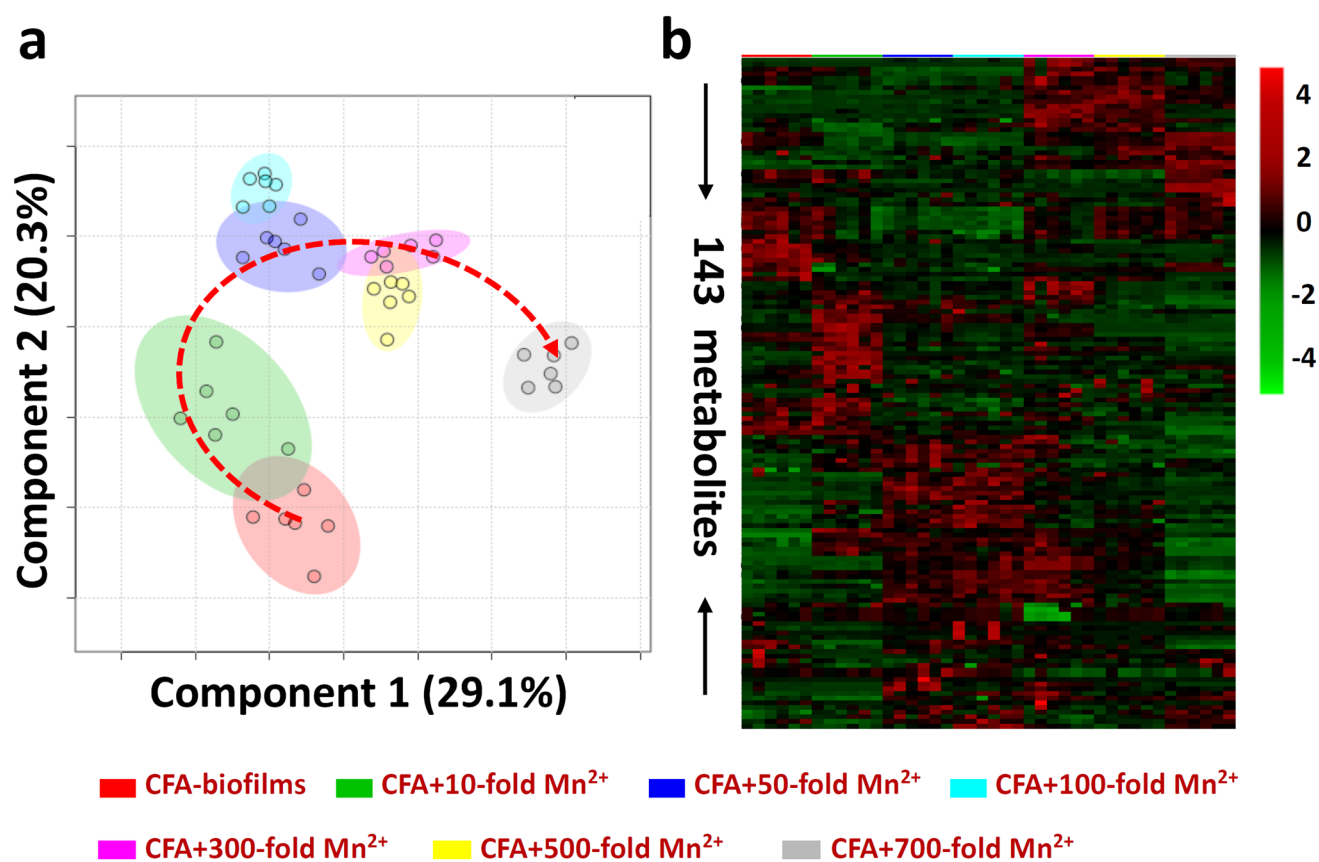 a
b
Component 2 (20.3%)
Component 1 (29.1%)
143 metabolites
4
2
0
-2
-4
CFA-biofilms
CFA+10-fold Mn²⁺
CFA+50-fold Mn²⁺
CFA+100-fold Mn²⁺
CFA+300-fold Mn²⁺
CFA+500-fold Mn²⁺
CFA+700-fold Mn²⁺